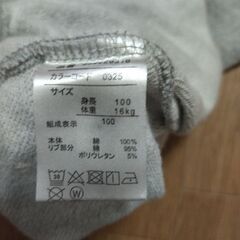 カラーコード 0325
サイズ
身長 100
体重 16kg
組成表示
100
本体 綿 100%
リブ部分 綿 95%
ポリウレタン 5%